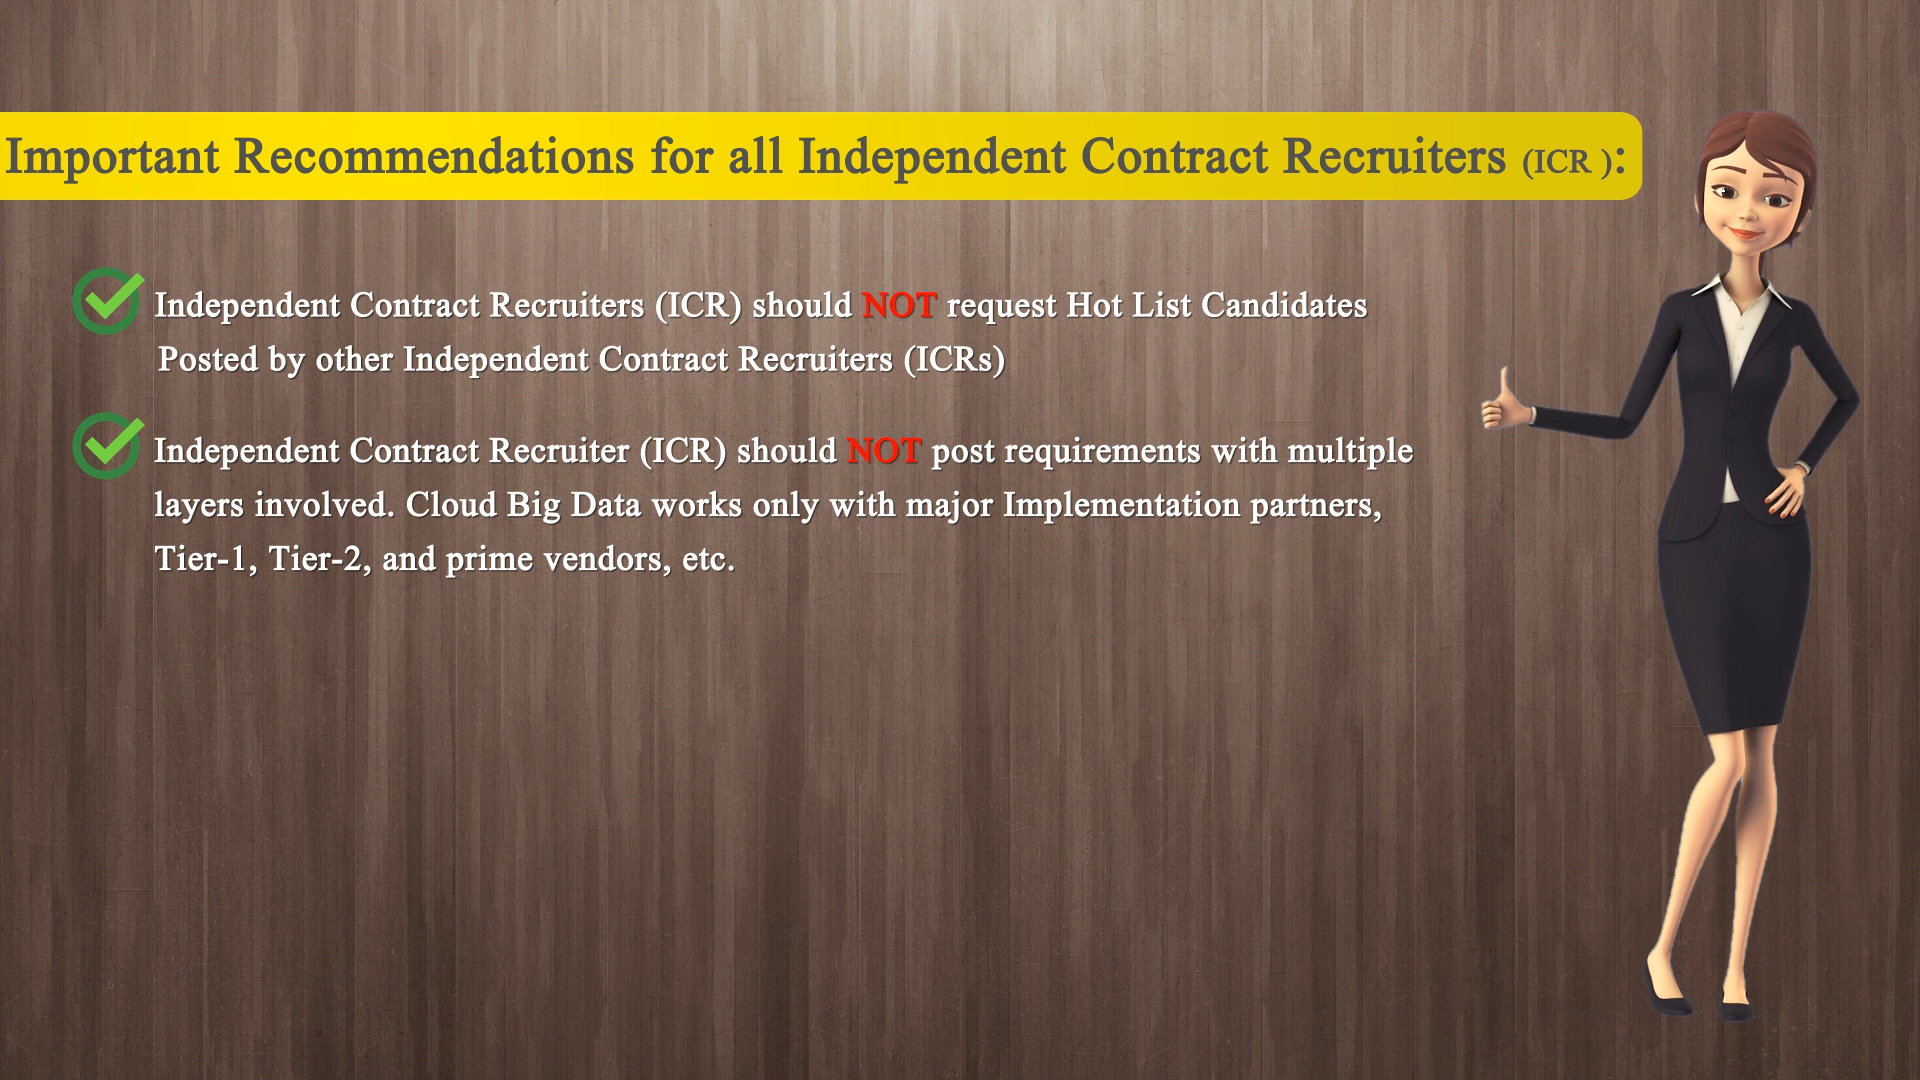 Important Recommendations for all Independent Contract Recruiters (ICR ):
Independent Contract Recruiters (ICR) should NOT request Hot List Candidates
Posted by other Independent Contract Recruiters (ICRs)
Independent Contract Recruiter (ICR) should NOT post requirements with multiple
layers involved. Cloud Big Data works only with major Implementation partners,
Tier-1, Tier-2, and prime vendors, etc.